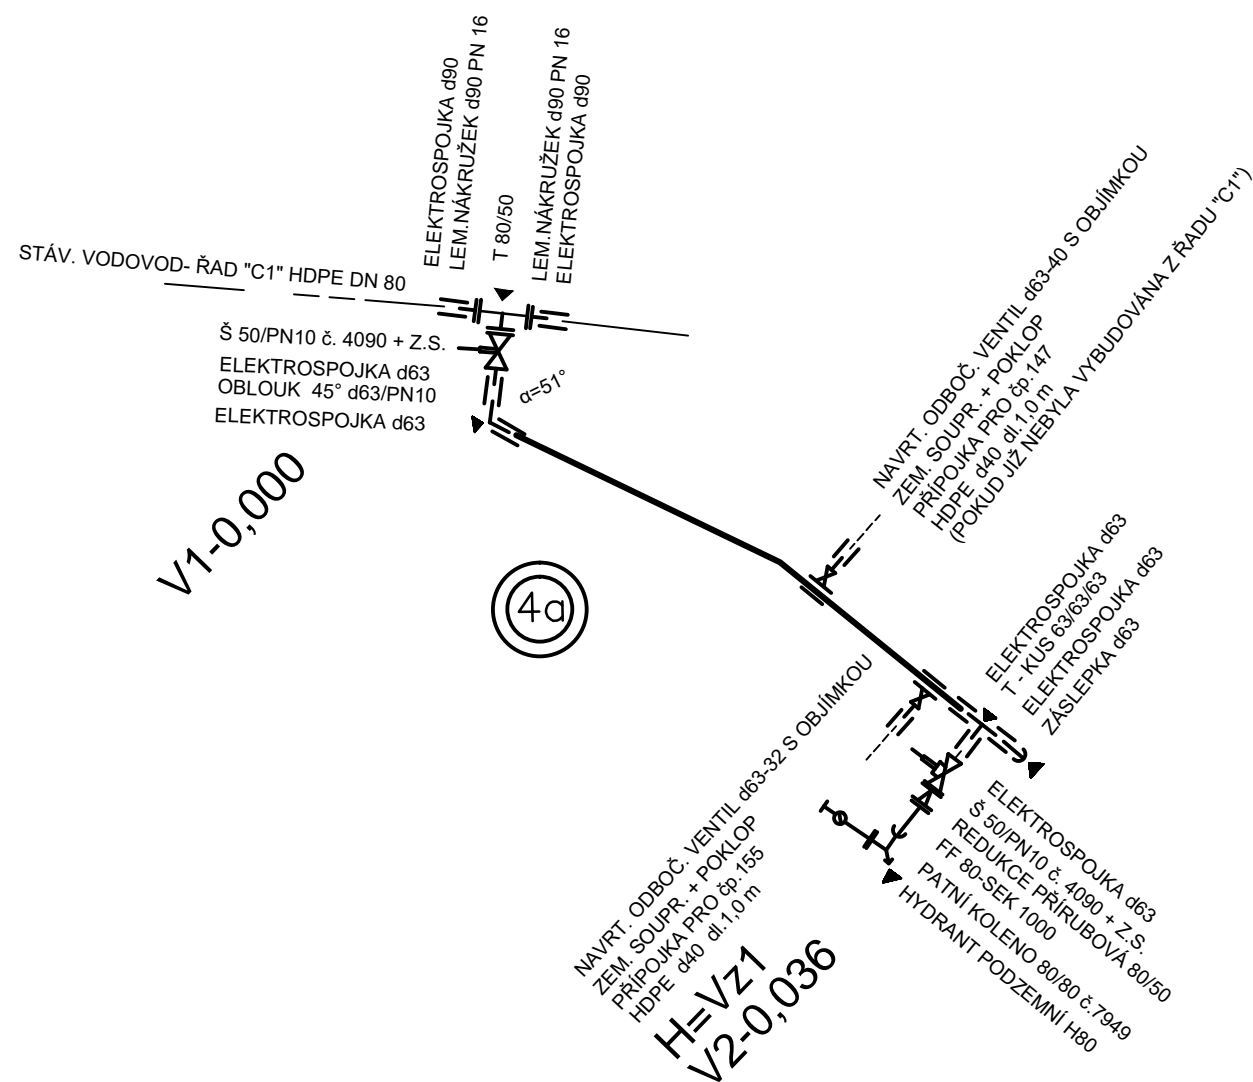 ELEKTROSPOJKA d90
LEM.NÁKRUŽEK d90 PN 16
T 80/50
LEM.NÁKRUŽEK d90 PN 16
ELEKTROSPOJKA d90
STÁV. VODOVOD- ŘAD "C1" HDPE DN 80
Š 50/PN10 č. 4090 + Z.S.
ELEKTROSPOJKA d63
OBLOUK 45° d63/PN10
ELEKTROSPOJKA d63
α=51°
V1-0,000
4a
NAVRT. ODBOČ. VENTIL d63-40 S OBJÍMKOU
ZEM. SOUPR. + POKLOP
PŘÍPOJKA PRO čp.147
HDPE d40 dl.1,0 m
(POKUD JIŽ NEBYLA VYBUDOVÁNA Z ŘADU "C1")
ELEKTROSPOJKA d63
T - KUS 63/63/63
ELEKTROSPOJKA d63
ZÁSLEPKA d63
NAVRT. ODBOČ. VENTIL d63-32 S OBJÍMKOU
ZEM. SOUPR. + POKLOP
PŘÍPOJKA PRO čp.155
HDPE d40 dl.1,0 m
H=Vz1
V2-0,036
ELEKTROSPOJKA d63
Š 50/PN10 č. 4090 + Z.S.
REDUKCE PŘÍRUBOVÁ 80/50
FF 80-SEK 1000
PATNÍ KOLENO 80/80 č.7949
HYDRANT PODZEMNÍ H80